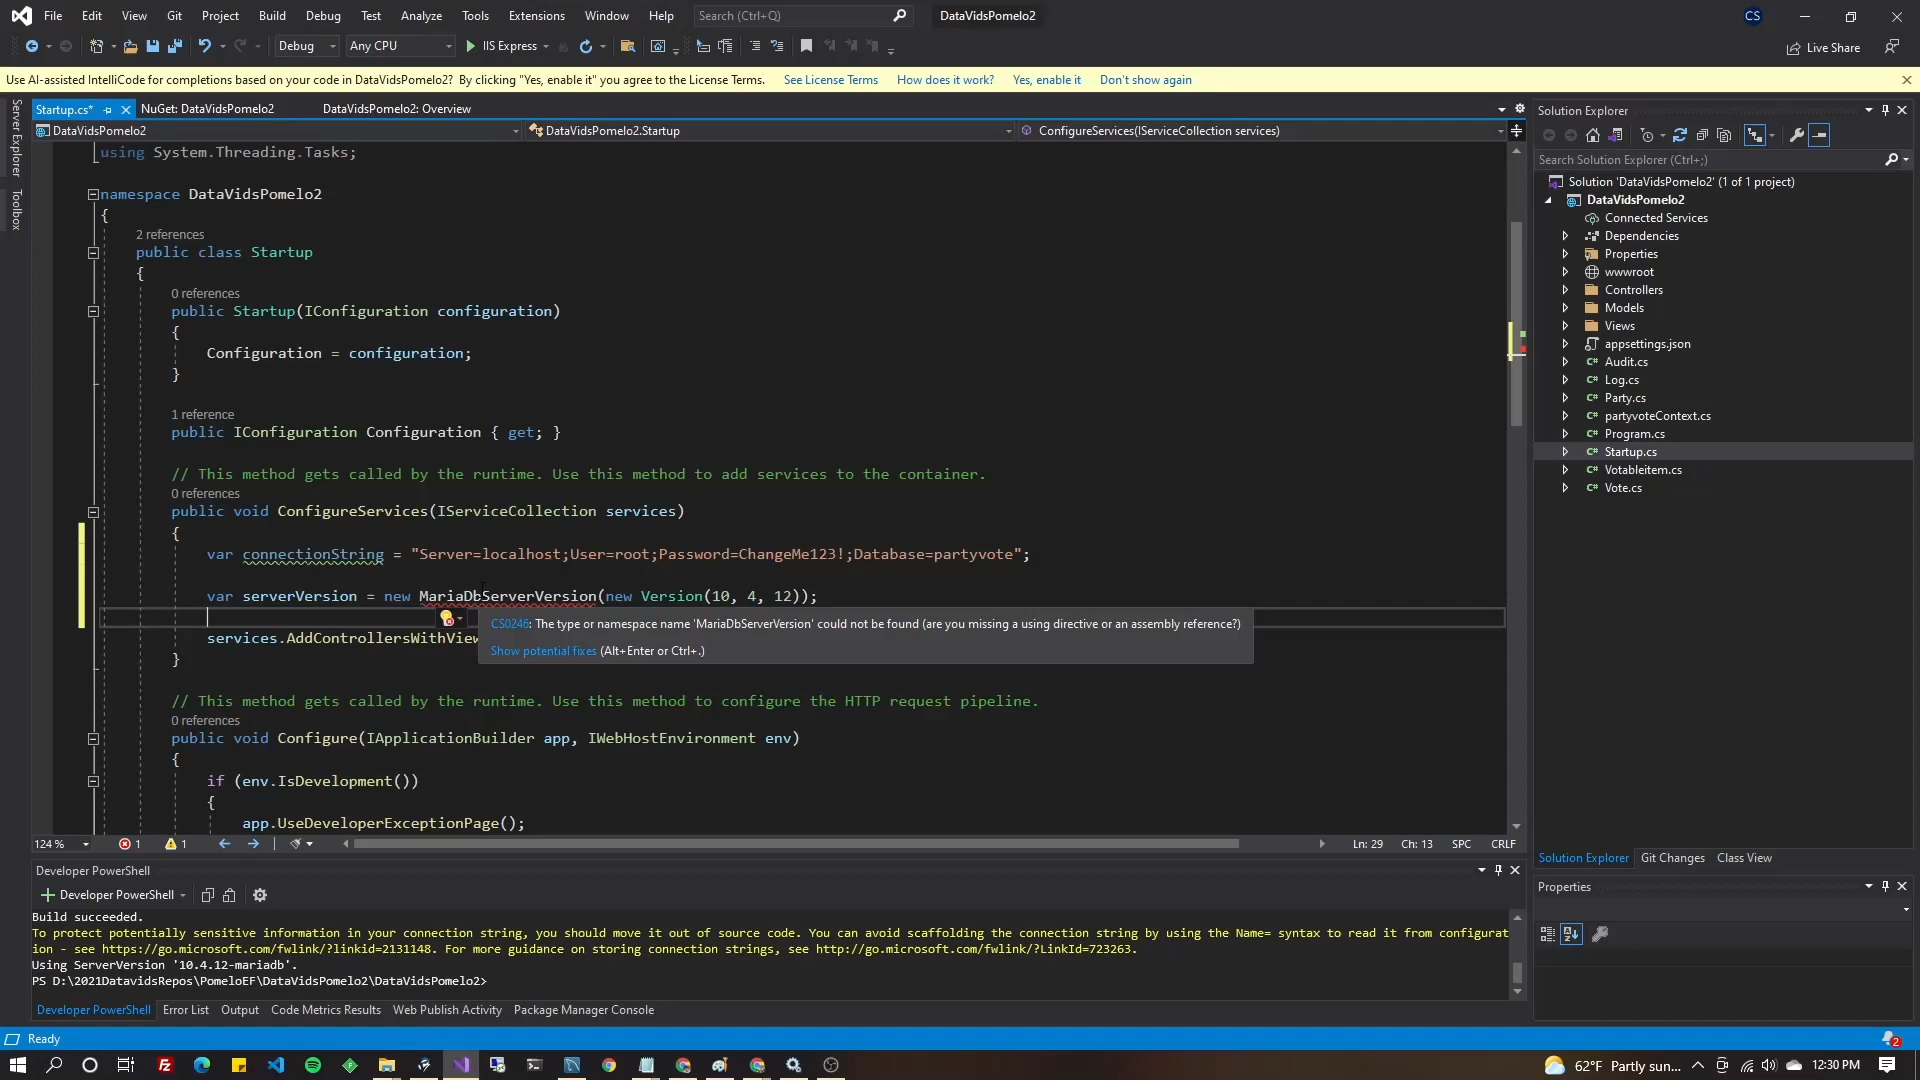 File Edit View Git Project Build Debug Test Analyze Tools Extensions Window Help Search (Ctrl+Q) DataVidsPomelo2 CS
Debug Any CPU IIS Express Live Share
Use AI-assisted IntelliCode for completions based on your code in DataVidsPomelo2? By clicking "Yes, enable it" you agree to the License Terms. See License Terms How does it work? Yes, enable it Don't show again
Server Explorer
Toolbox
Startup.cs* NuGet: DataVidsPomelo2 DataVidsPomelo2: Overview
DataVidsPomelo2 DataVidsPomelo2.Startup ConfigureServices(IServiceCollection services)
using System.Threading.Tasks;
namespace DataVidsPomelo2
{
2 references
public class Startup
{
0 references
public Startup(IConfiguration configuration)
{
Configuration = configuration;
}
1 reference
public IConfiguration Configuration { get; }
// This method gets called by the runtime. Use this method to add services to the container.
0 references
public void ConfigureServices(IServiceCollection services)
{
var connectionString = "Server=localhost;User=root;Password=ChangeMe123!;Database=partyvote";
var serverVersion = new MariaDbServerVersion(new Version(10, 4, 12));
CS0246: The type or namespace name 'MariaDbServerVersion' could not be found (are you missing a using directive or an assembly reference?)
Show potential fixes (Alt+Enter or Ctrl+.)
services.AddControllersWithView
}
// This method gets called by the runtime. Use this method to configure the HTTP request pipeline.
0 references
public void Configure(IApplicationBuilder app, IWebHostEnvironment env)
{
if (env.IsDevelopment())
{
app.UseDeveloperExceptionPage();
124 % 1 1 Ln: 29 Ch: 13 SPC CRLF
Developer PowerShell
Developer PowerShell
Build succeeded.
To protect potentially sensitive information in your connection string, you should move it out of source code. You can avoid scaffolding the connection string by using the Name= syntax to read it from configurat
ion - see https://go.microsoft.com/fwlink/?linkid=2131148. For more guidance on storing connection strings, see http://go.microsoft.com/fwlink/?LinkId=723263.
Using ServerVersion '10.4.12-mariadb'.
PS D:\2021DatavidsRepos\PomeloEF\DataVidsPomelo2\DataVidsPomelo2>
Developer PowerShell Error List Output Code Metrics Results Web Publish Activity Package Manager Console
Solution Explorer
Search Solution Explorer (Ctrl+;)
Solution 'DataVidsPomelo2' (1 of 1 project)
DataVidsPomelo2
Connected Services
Dependencies
Properties
wwwroot
Controllers
Models
Views
appsettings.json
Audit.cs
Log.cs
Party.cs
partyvoteContext.cs
Program.cs
Startup.cs
Votableitem.cs
Vote.cs
Solution Explorer Git Changes Class View
Properties
Ready 2
62°F Partly sun... 12:30 PM